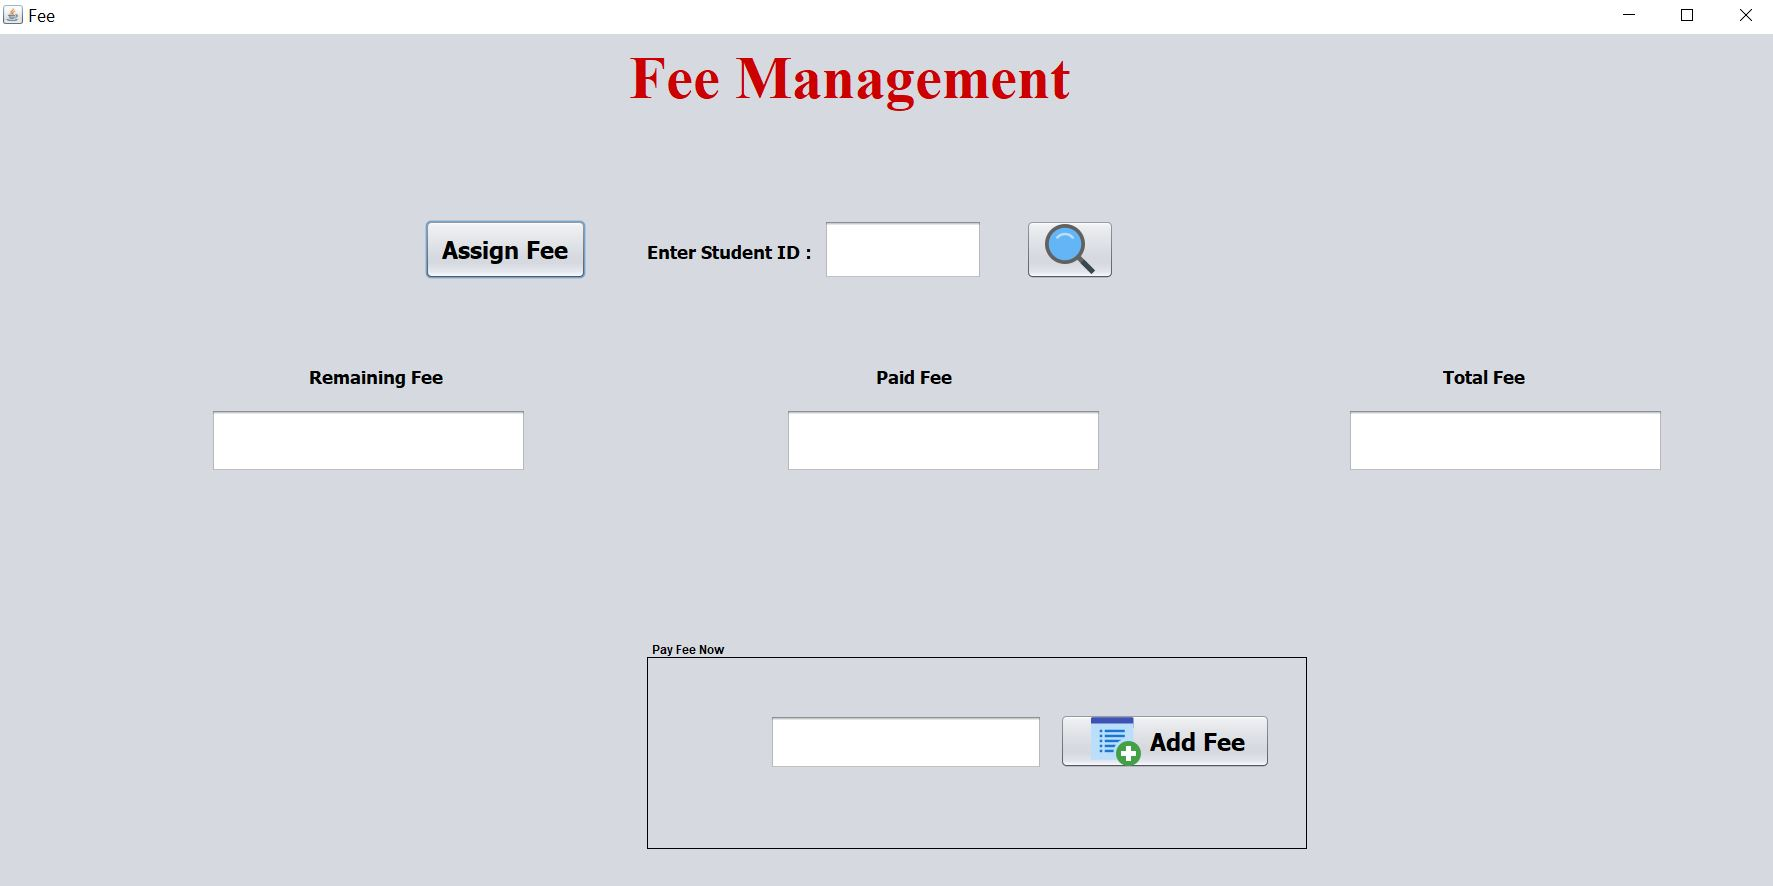 Fee
Fee Management
Assign Fee
Enter Student ID :
Remaining Fee
Paid Fee
Total Fee
Pay Fee Now
Add Fee